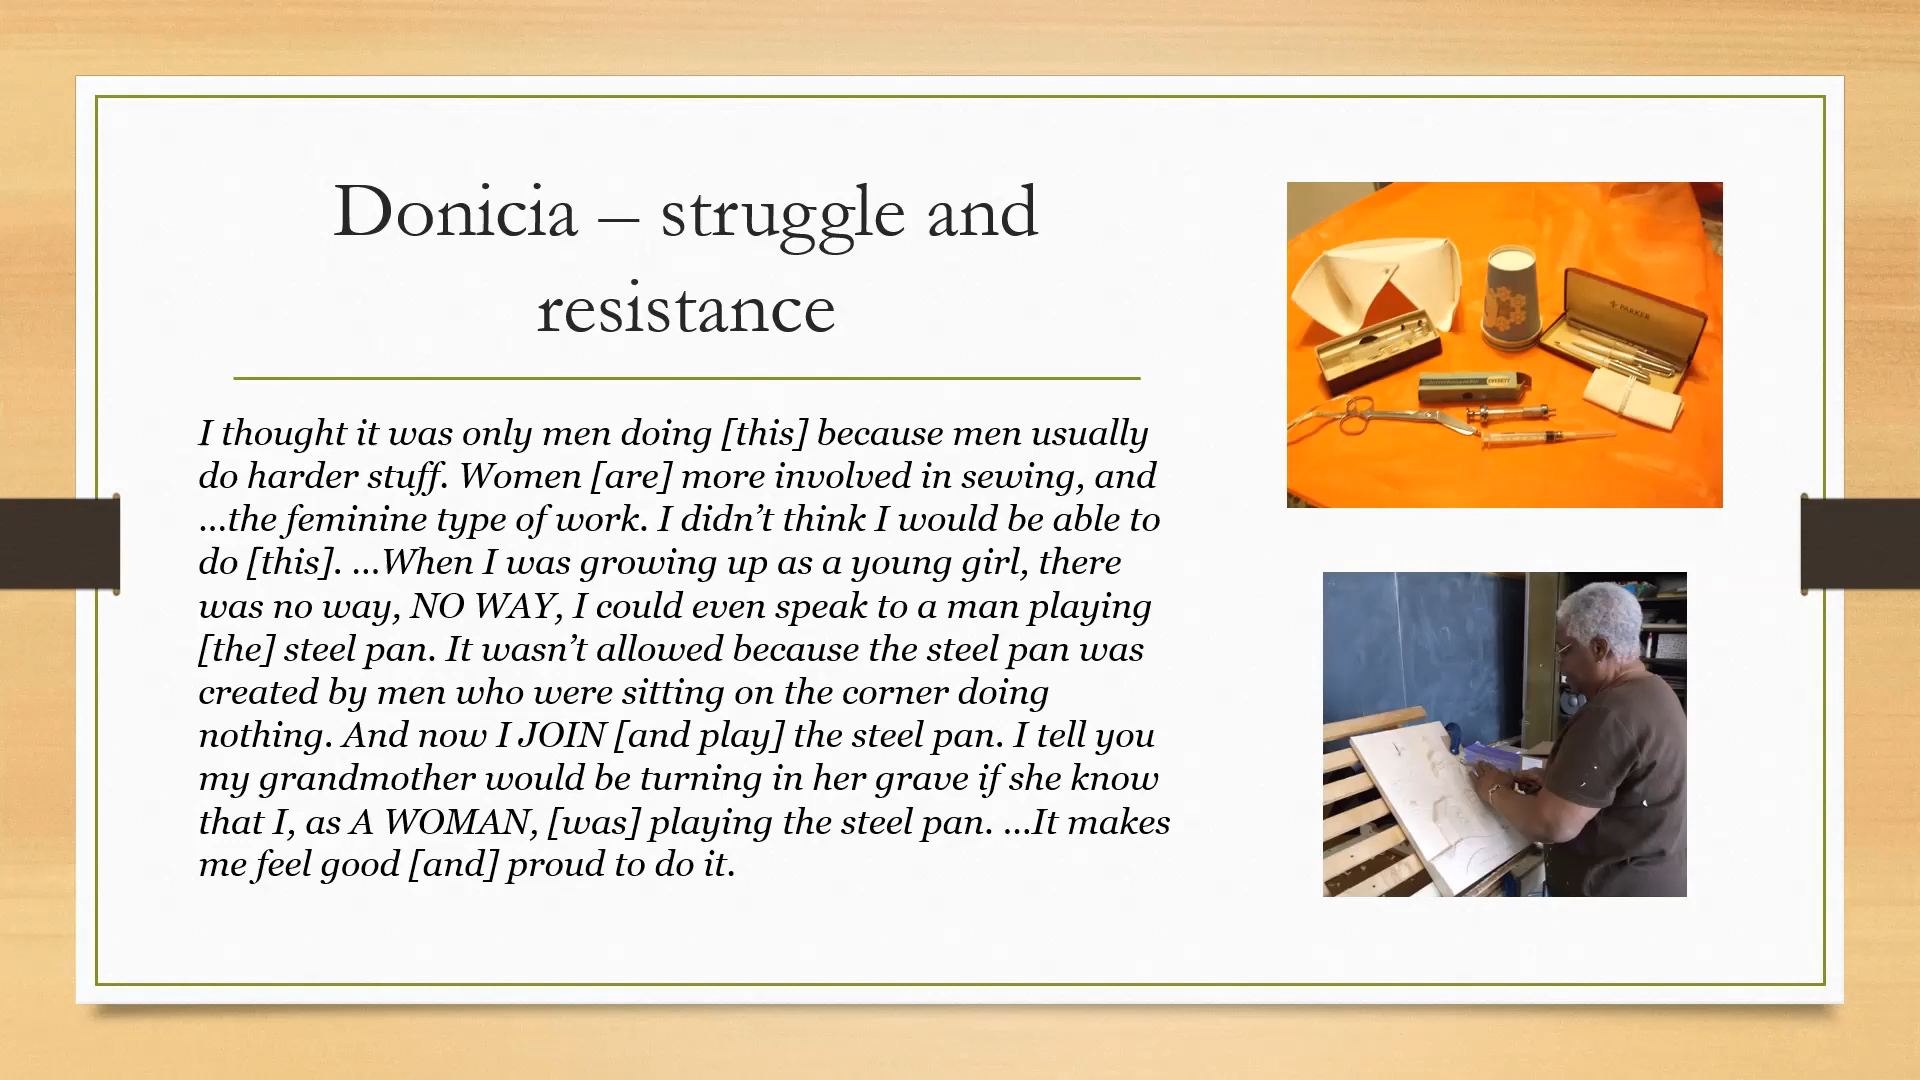 Donicia – struggle and
resistance
I thought it was only men doing [this] because men usually
do harder stuff. Women [are] more involved in sewing, and
…the feminine type of work. I didn’t think I would be able to
do [this]. …When I was growing up as a young girl, there
was no way, NO WAY, I could even speak to a man playing
[the] steel pan. It wasn’t allowed because the steel pan was
created by men who were sitting on the corner doing
nothing. And now I JOIN [and play] the steel pan. I tell you
my grandmother would be turning in her grave if she know
that I, as A WOMAN, [was] playing the steel pan. …It makes
me feel good [and] proud to do it.
PARKER
EVERETT